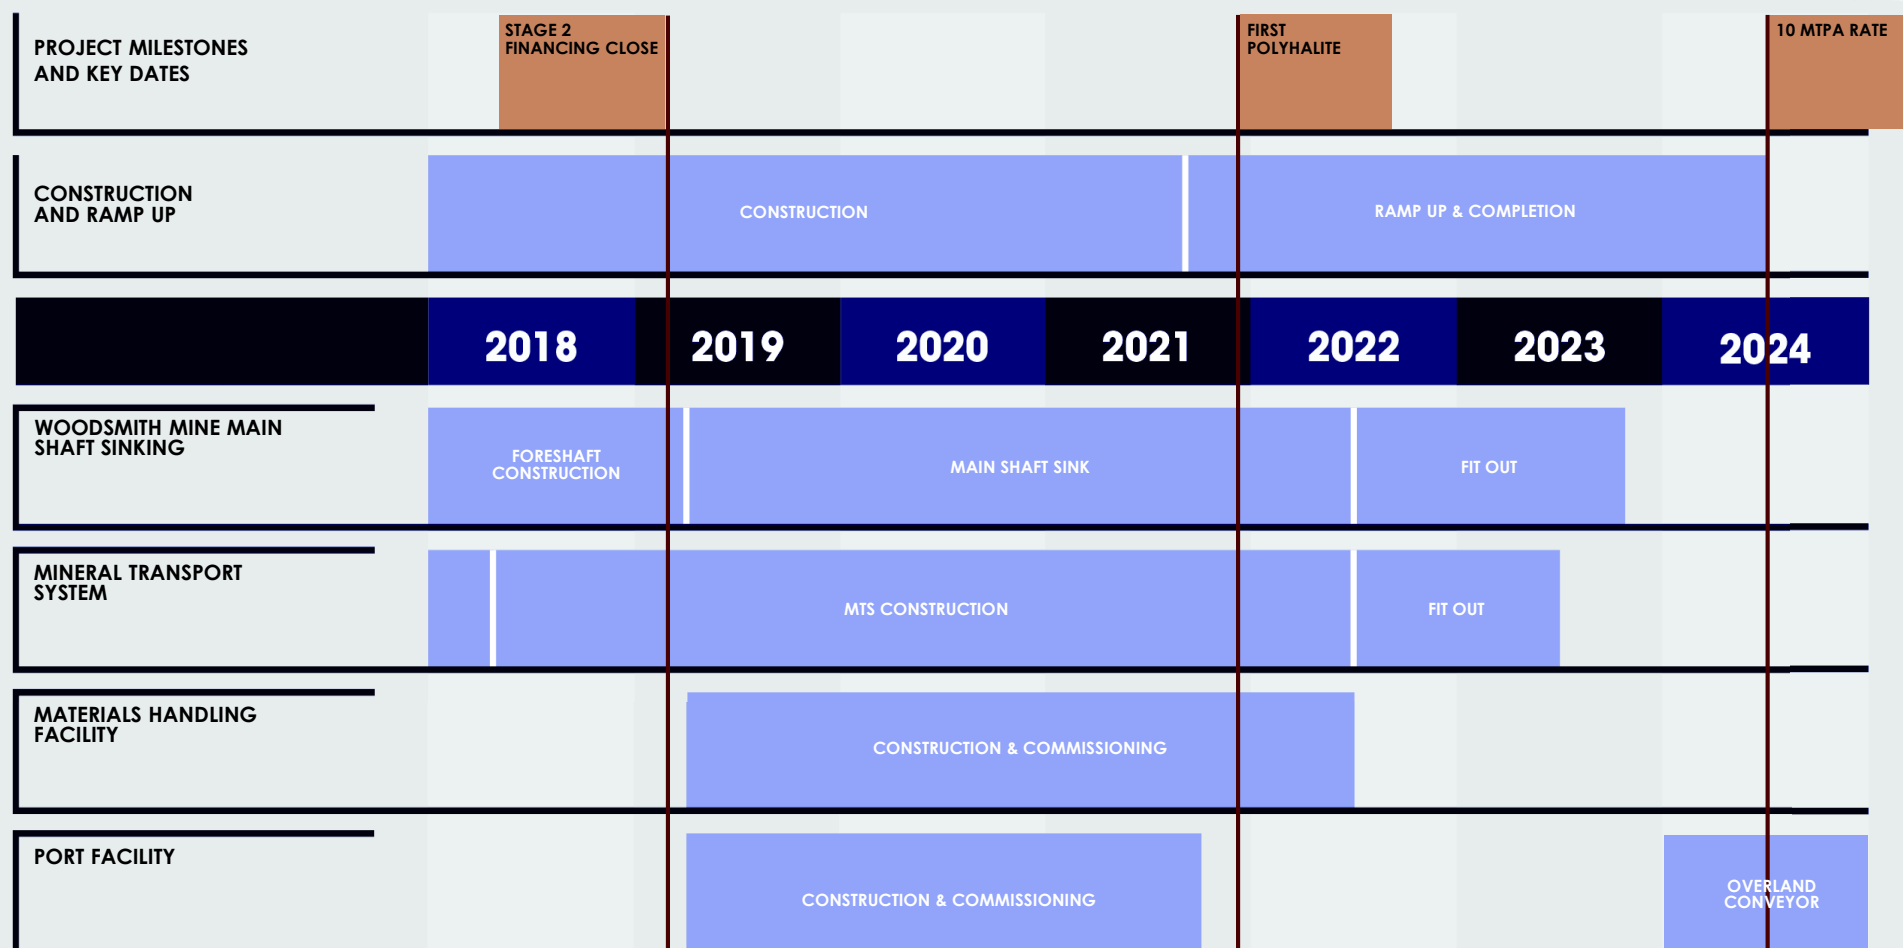 STAGE 2
FINANCING CLOSE
FIRST
POLYHALITE
10 MTPA RATE
PROJECT MILESTONES
AND KEY DATES
CONSTRUCTION
AND RAMP UP
CONSTRUCTION
RAMP UP & COMPLETION
2018 2019 2020 2021 2022 2023 2024
WOODSMITH MINE MAIN
SHAFT SINKING
FORESHAFT
CONSTRUCTION
MAIN SHAFT SINK
FIT OUT
MINERAL TRANSPORT
SYSTEM
MTS CONSTRUCTION
FIT OUT
MATERIALS HANDLING
FACILITY
CONSTRUCTION & COMMISSIONING
PORT FACILITY
CONSTRUCTION & COMMISSIONING
OVERLAND
CONVEYOR